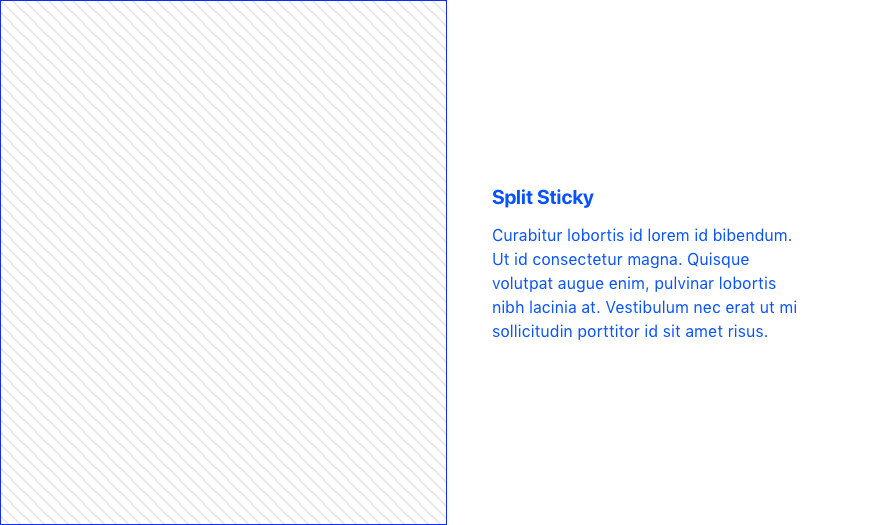 Split Sticky
Curabitur lobortis id lorem id bibendum.
Ut id consectetur magna. Quisque
volutpat augue enim, pulvinar lobortis
nibh lacinia at. Vestibulum nec erat ut mi
sollicitudin porttitor id sit amet risus.